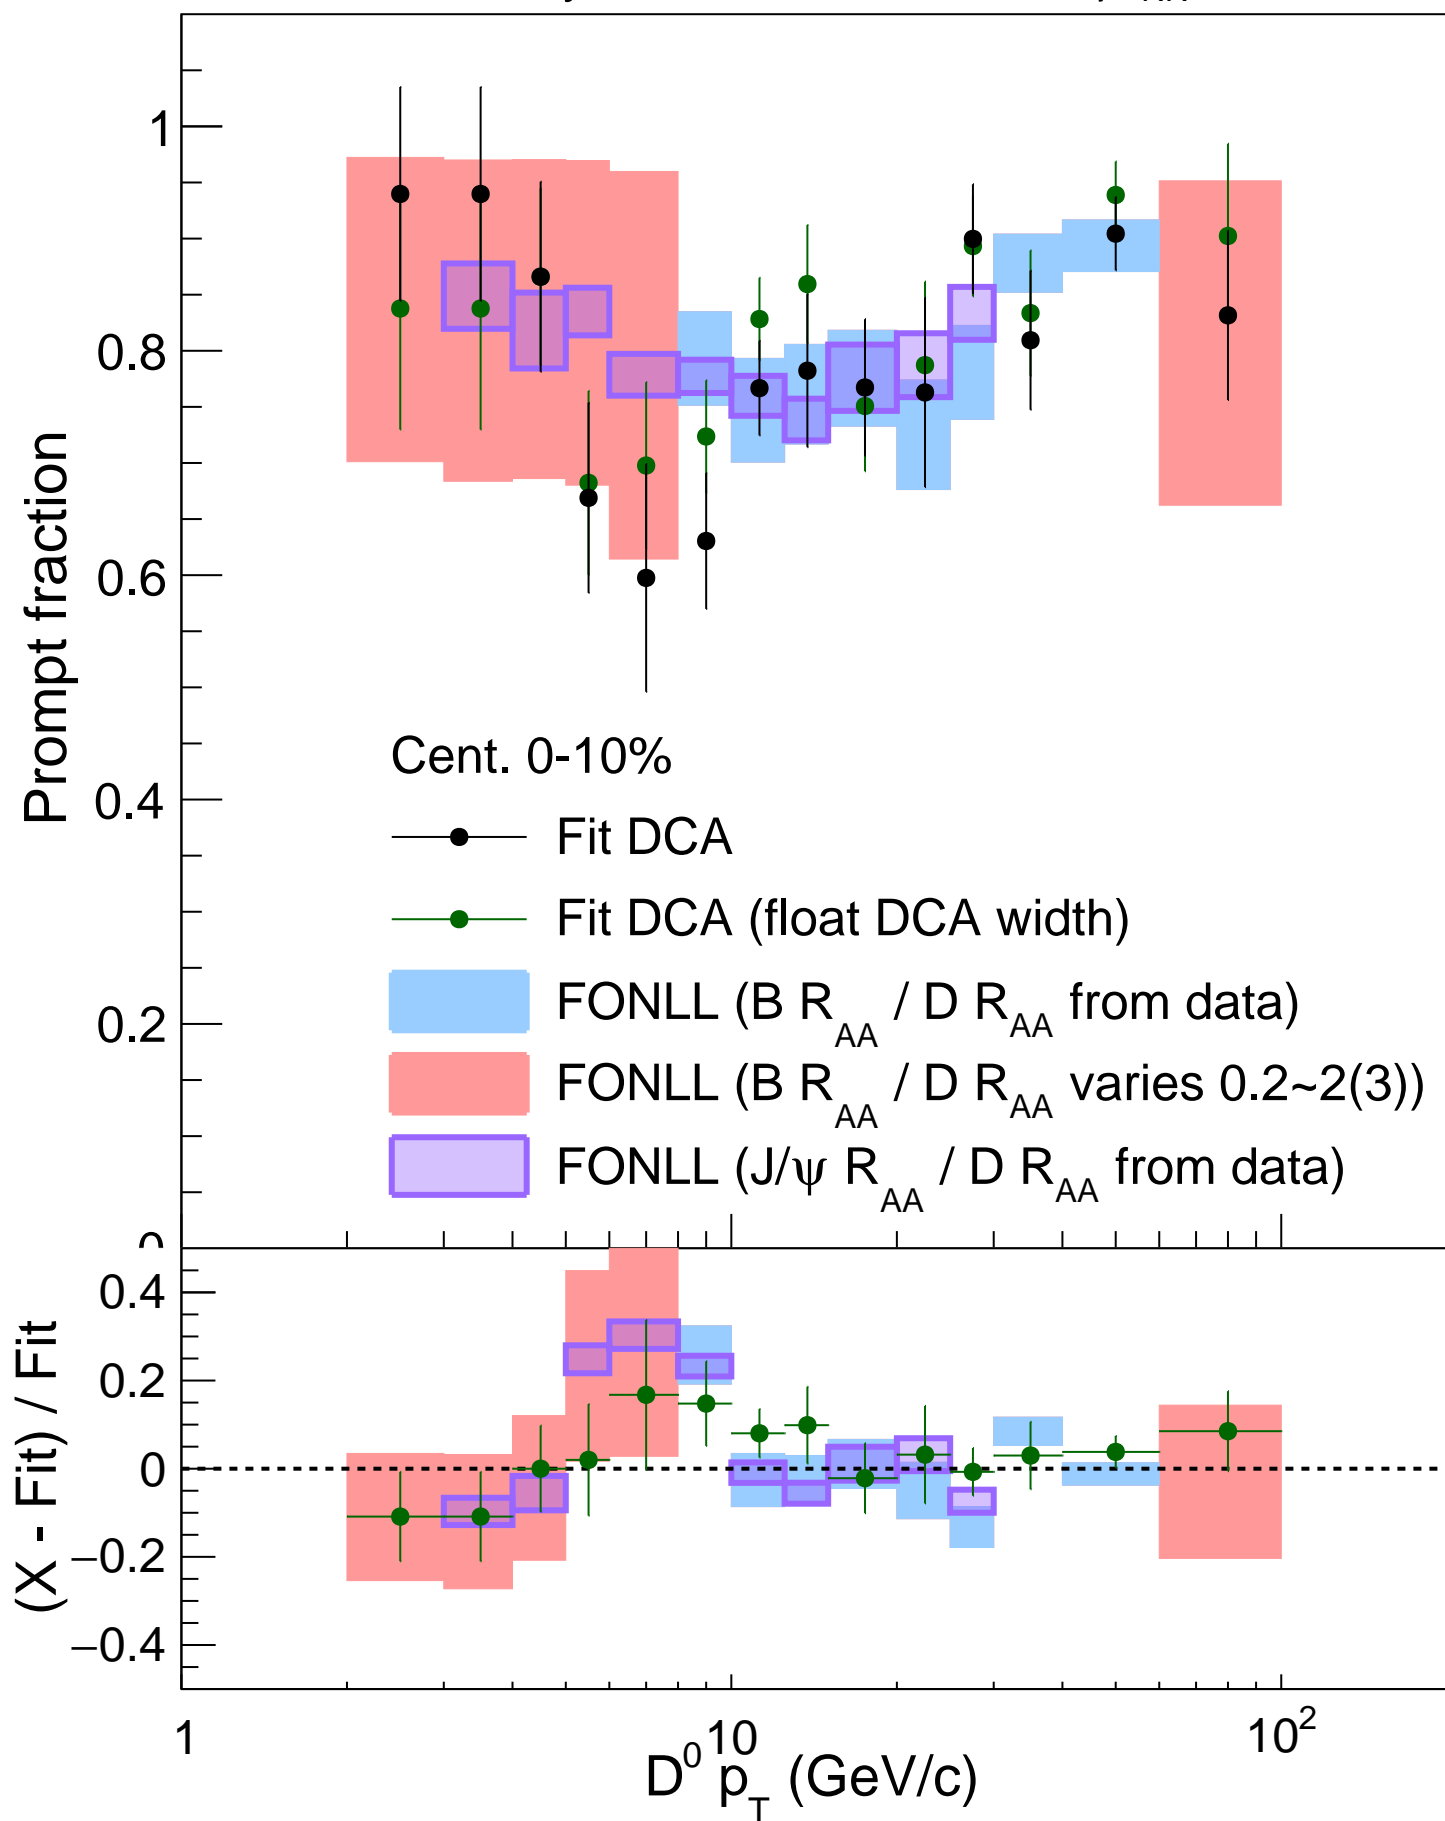 1
0.8
0.6
0.4
0.2
0
Prompt fraction
Cent. 0-10%
Fit DCA
Fit DCA (float DCA width)
FONLL (B R_AA / D R_AA from data)
FONLL (B R_AA / D R_AA varies 0.2~2(3))
FONLL (J/ψ R_AA / D R_AA from data)
0.4
0.2
0
−0.2
−0.4
(X - Fit) / Fit
1
10
10²
D⁰ p_T (GeV/c)